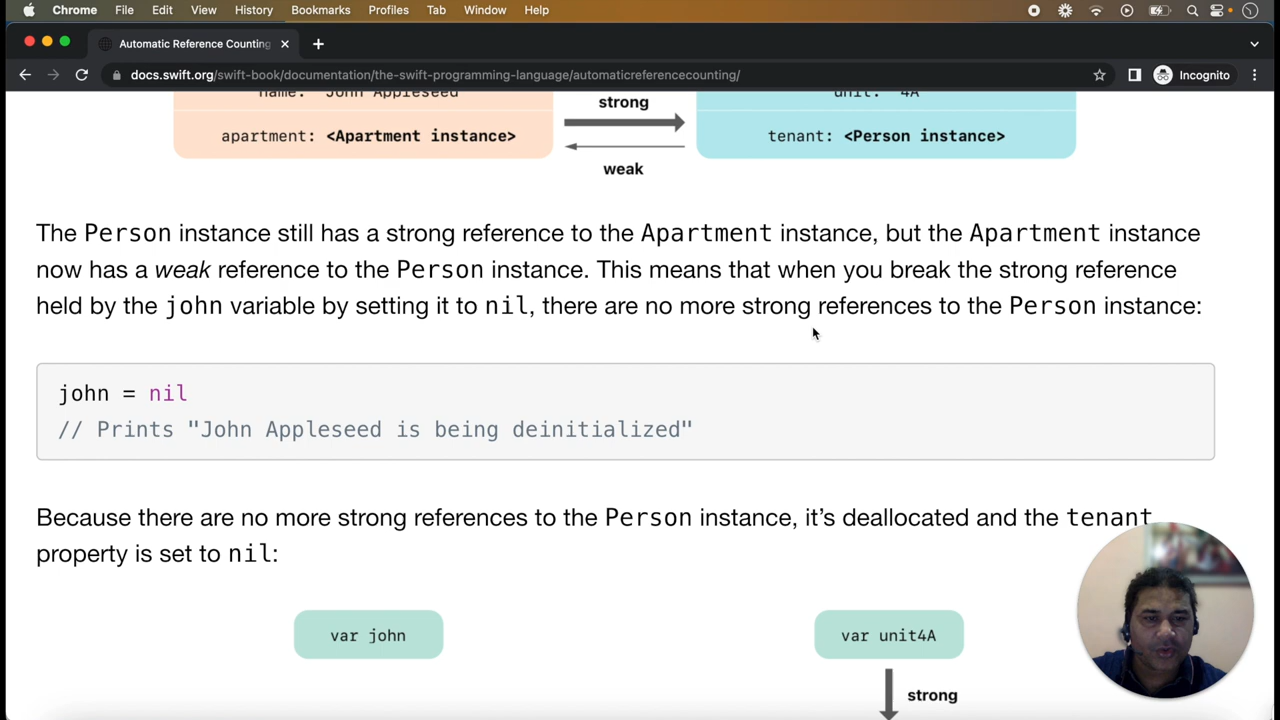 Chrome File Edit View History Bookmarks Profiles Tab Window Help
Automatic Reference Counting
docs.swift.org/swift-book/documentation/the-swift-programming-language/automaticreferencecounting/
Incognito
name: "John Appleseed"
unit: "4A"
strong
apartment: <Apartment instance>
tenant: <Person instance>
weak
The Person instance still has a strong reference to the Apartment instance, but the Apartment instance
now has a weak reference to the Person instance. This means that when you break the strong reference
held by the john variable by setting it to nil, there are no more strong references to the Person instance:
john = nil
// Prints "John Appleseed is being deinitialized"
Because there are no more strong references to the Person instance, it’s deallocated and the tenant
property is set to nil:
var john
var unit4A
strong